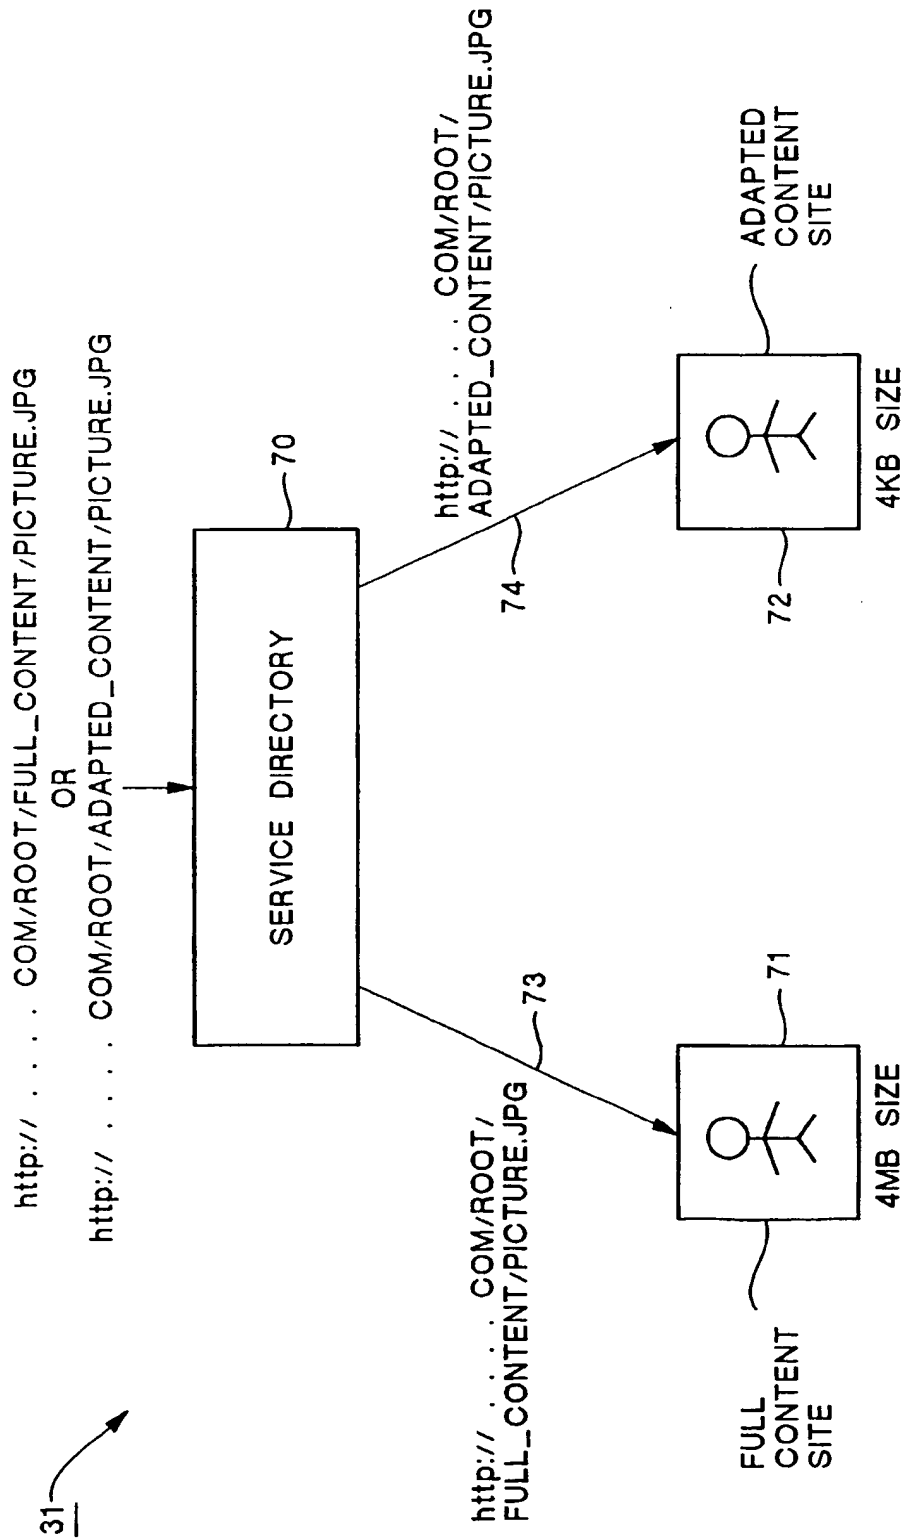 31
http:// . . . . COM/ROOT/FULL_CONTENT/PICTURE.JPG
OR
http:// . . . . COM/ROOT/ADAPTED_CONTENT/PICTURE.JPG
SERVICE DIRECTORY
70
http:// . . . . COM/ROOT/
FULL_CONTENT/PICTURE.JPG
73
http:// . . . . COM/ROOT/
ADAPTED_CONTENT/PICTURE.JPG
74
FULL
CONTENT
SITE
71
4MB SIZE
72
ADAPTED
CONTENT
SITE
4KB SIZE